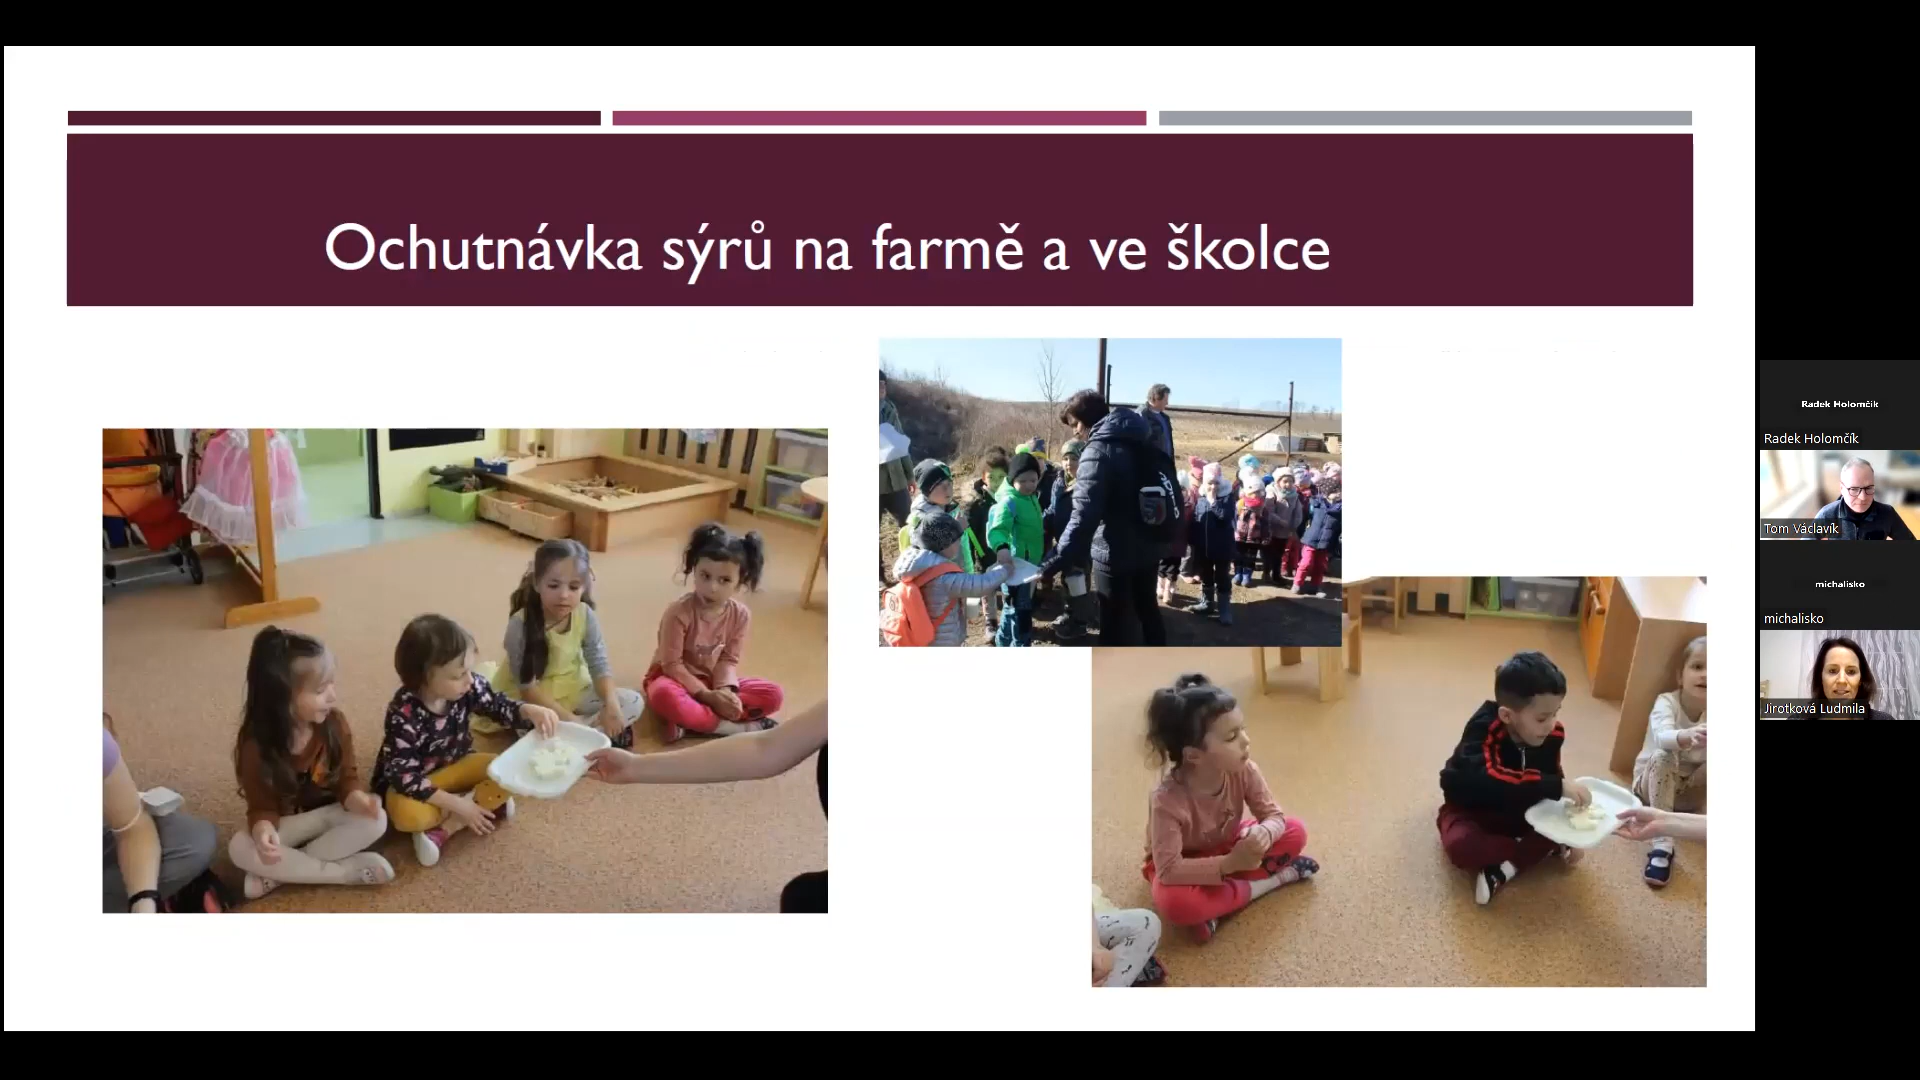 Ochutnávka sýrů na farmě a ve školce
Radek Holomčík
Radek Holomčík
Tom Václavík
michalisko
michalisko
Jirotková Ludmila